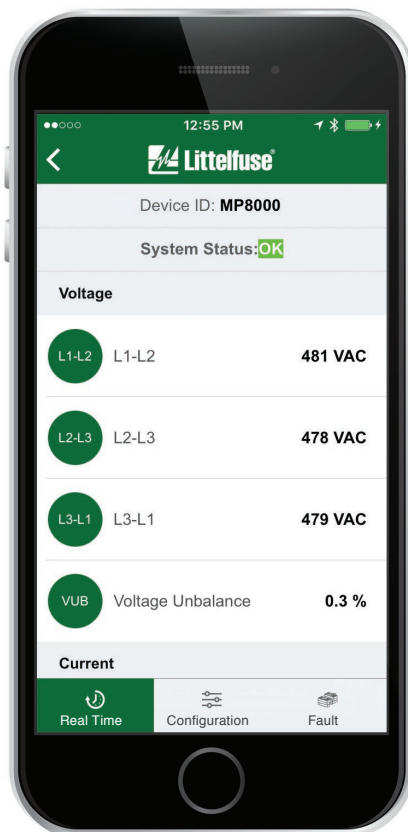 12:55 PM
Littelfuse®
Device ID: MP8000
System Status:OK
Voltage
L1-L2 L1-L2 481 VAC
L2-L3 L2-L3 478 VAC
L3-L1 L3-L1 479 VAC
VUB Voltage Unbalance 0.3 %
Current
Real Time Configuration Fault